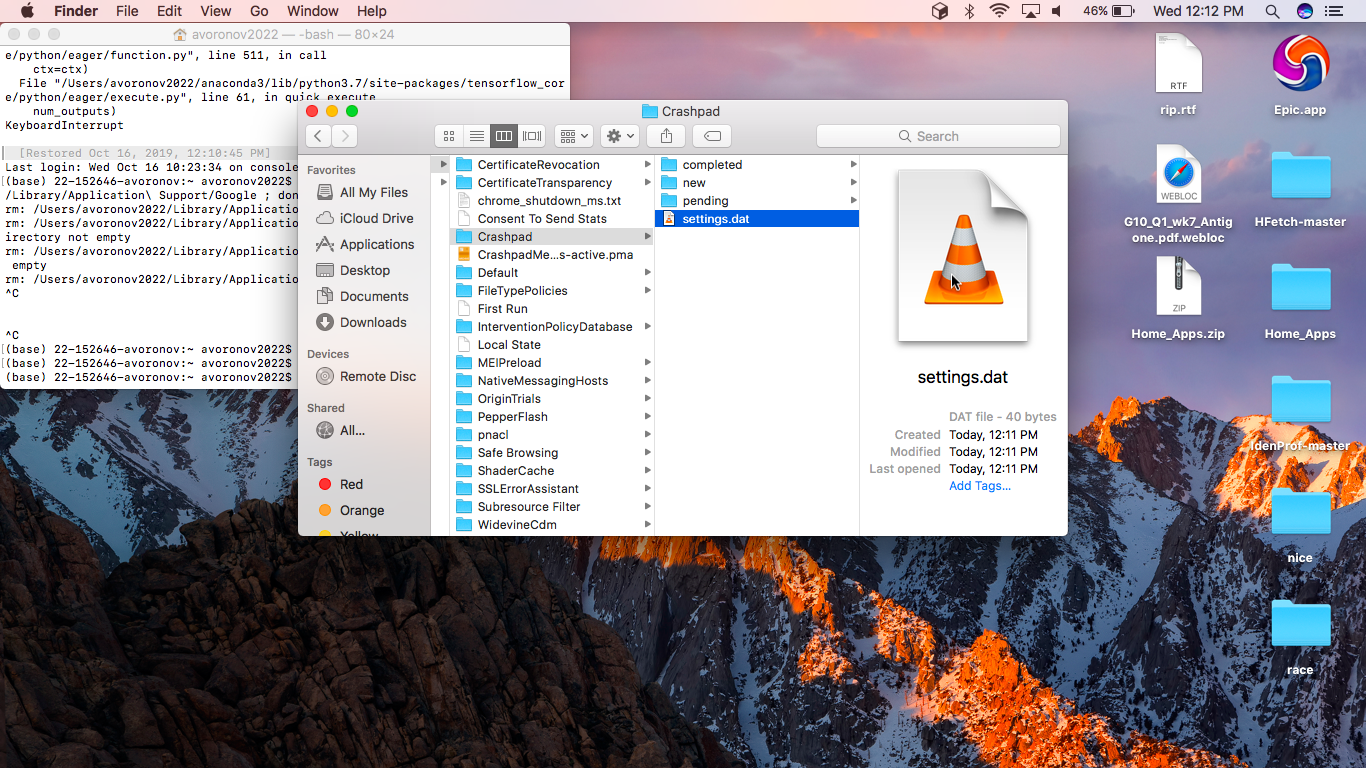 Finder File Edit View Go Window Help
46% Wed 12:12 PM
avoronov2022 — -bash — 80×24
e/python/eager/function.py", line 511, in call
ctx=ctx)
File "/Users/avoronov2022/anaconda3/lib/python3.7/site-packages/tensorflow_cor
e/python/eager/execute.py", line 61, in quick_execute
num_outputs)
KeyboardInterrupt
[Restored Oct 16, 2019, 12:10:45 PM]
Last login: Wed Oct 16 10:23:34 on console
[(base) 22-152646-avoronov:~ avoronov2022$
/Library/Application\ Support/Google ; don
rm: /Users/avoronov2022/Library/Applicatio
irectory not empty
rm: /Users/avoronov2022/Library/Applicatio
empty
rm: /Users/avoronov2022/Library/Applicatio
^C
^C
[(base) 22-152646-avoronov:~ avoronov2022$
[(base) 22-152646-avoronov:~ avoronov2022$
(base) 22-152646-avoronov:~ avoronov2022$
Crashpad
Search
Favorites
All My Files
iCloud Drive
Applications
Desktop
Documents
Downloads
Devices
Remote Disc
Shared
All...
Tags
Red
Orange
Yellow
CertificateRevocation
CertificateTransparency
chrome_shutdown_ms.txt
Consent To Send Stats
Crashpad
CrashpadMe...s-active.pma
Default
FileTypePolicies
First Run
InterventionPolicyDatabase
Local State
MEIPreload
NativeMessagingHosts
OriginTrials
PepperFlash
pnacl
Safe Browsing
ShaderCache
SSLErrorAssistant
Subresource Filter
WidevineCdm
completed
new
pending
settings.dat
settings.dat
DAT file - 40 bytes
Created Today, 12:11 PM
Modified Today, 12:11 PM
Last opened Today, 12:11 PM
Add Tags...
RTF
rip.rtf
Epic.app
WEBLOC
G10_Q1_wk7_Antig
one.pdf.webloc
HFetch-master
ZIP
Home_Apps.zip
Home_Apps
IdenProf-master
nice
race